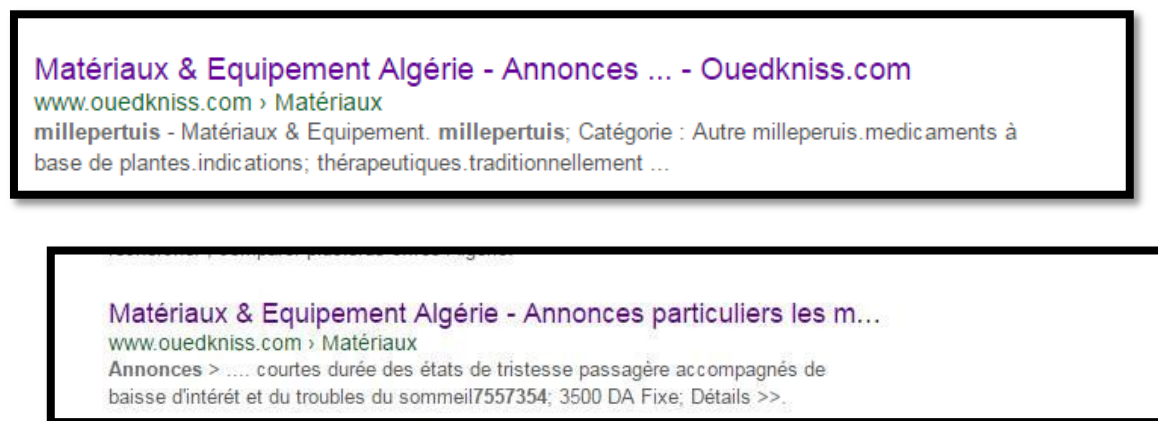 Matériaux & Equipement Algérie - Annonces ... - Ouedkniss.com
www.ouedkniss.com › Matériaux
millepertuis - Matériaux & Equipement. millepertuis; Catégorie : Autre milleperuis.medicaments à
base de plantes.indications; thérapeutiques.traditionnellement ...
Matériaux & Equipement Algérie - Annonces particuliers les m...
www.ouedkniss.com › Matériaux
Annonces > .... courtes durée des états de tristesse passagère accompagnés de
baisse d'intérét et du troubles du sommeil7557354; 3500 DA Fixe; Détails >>.